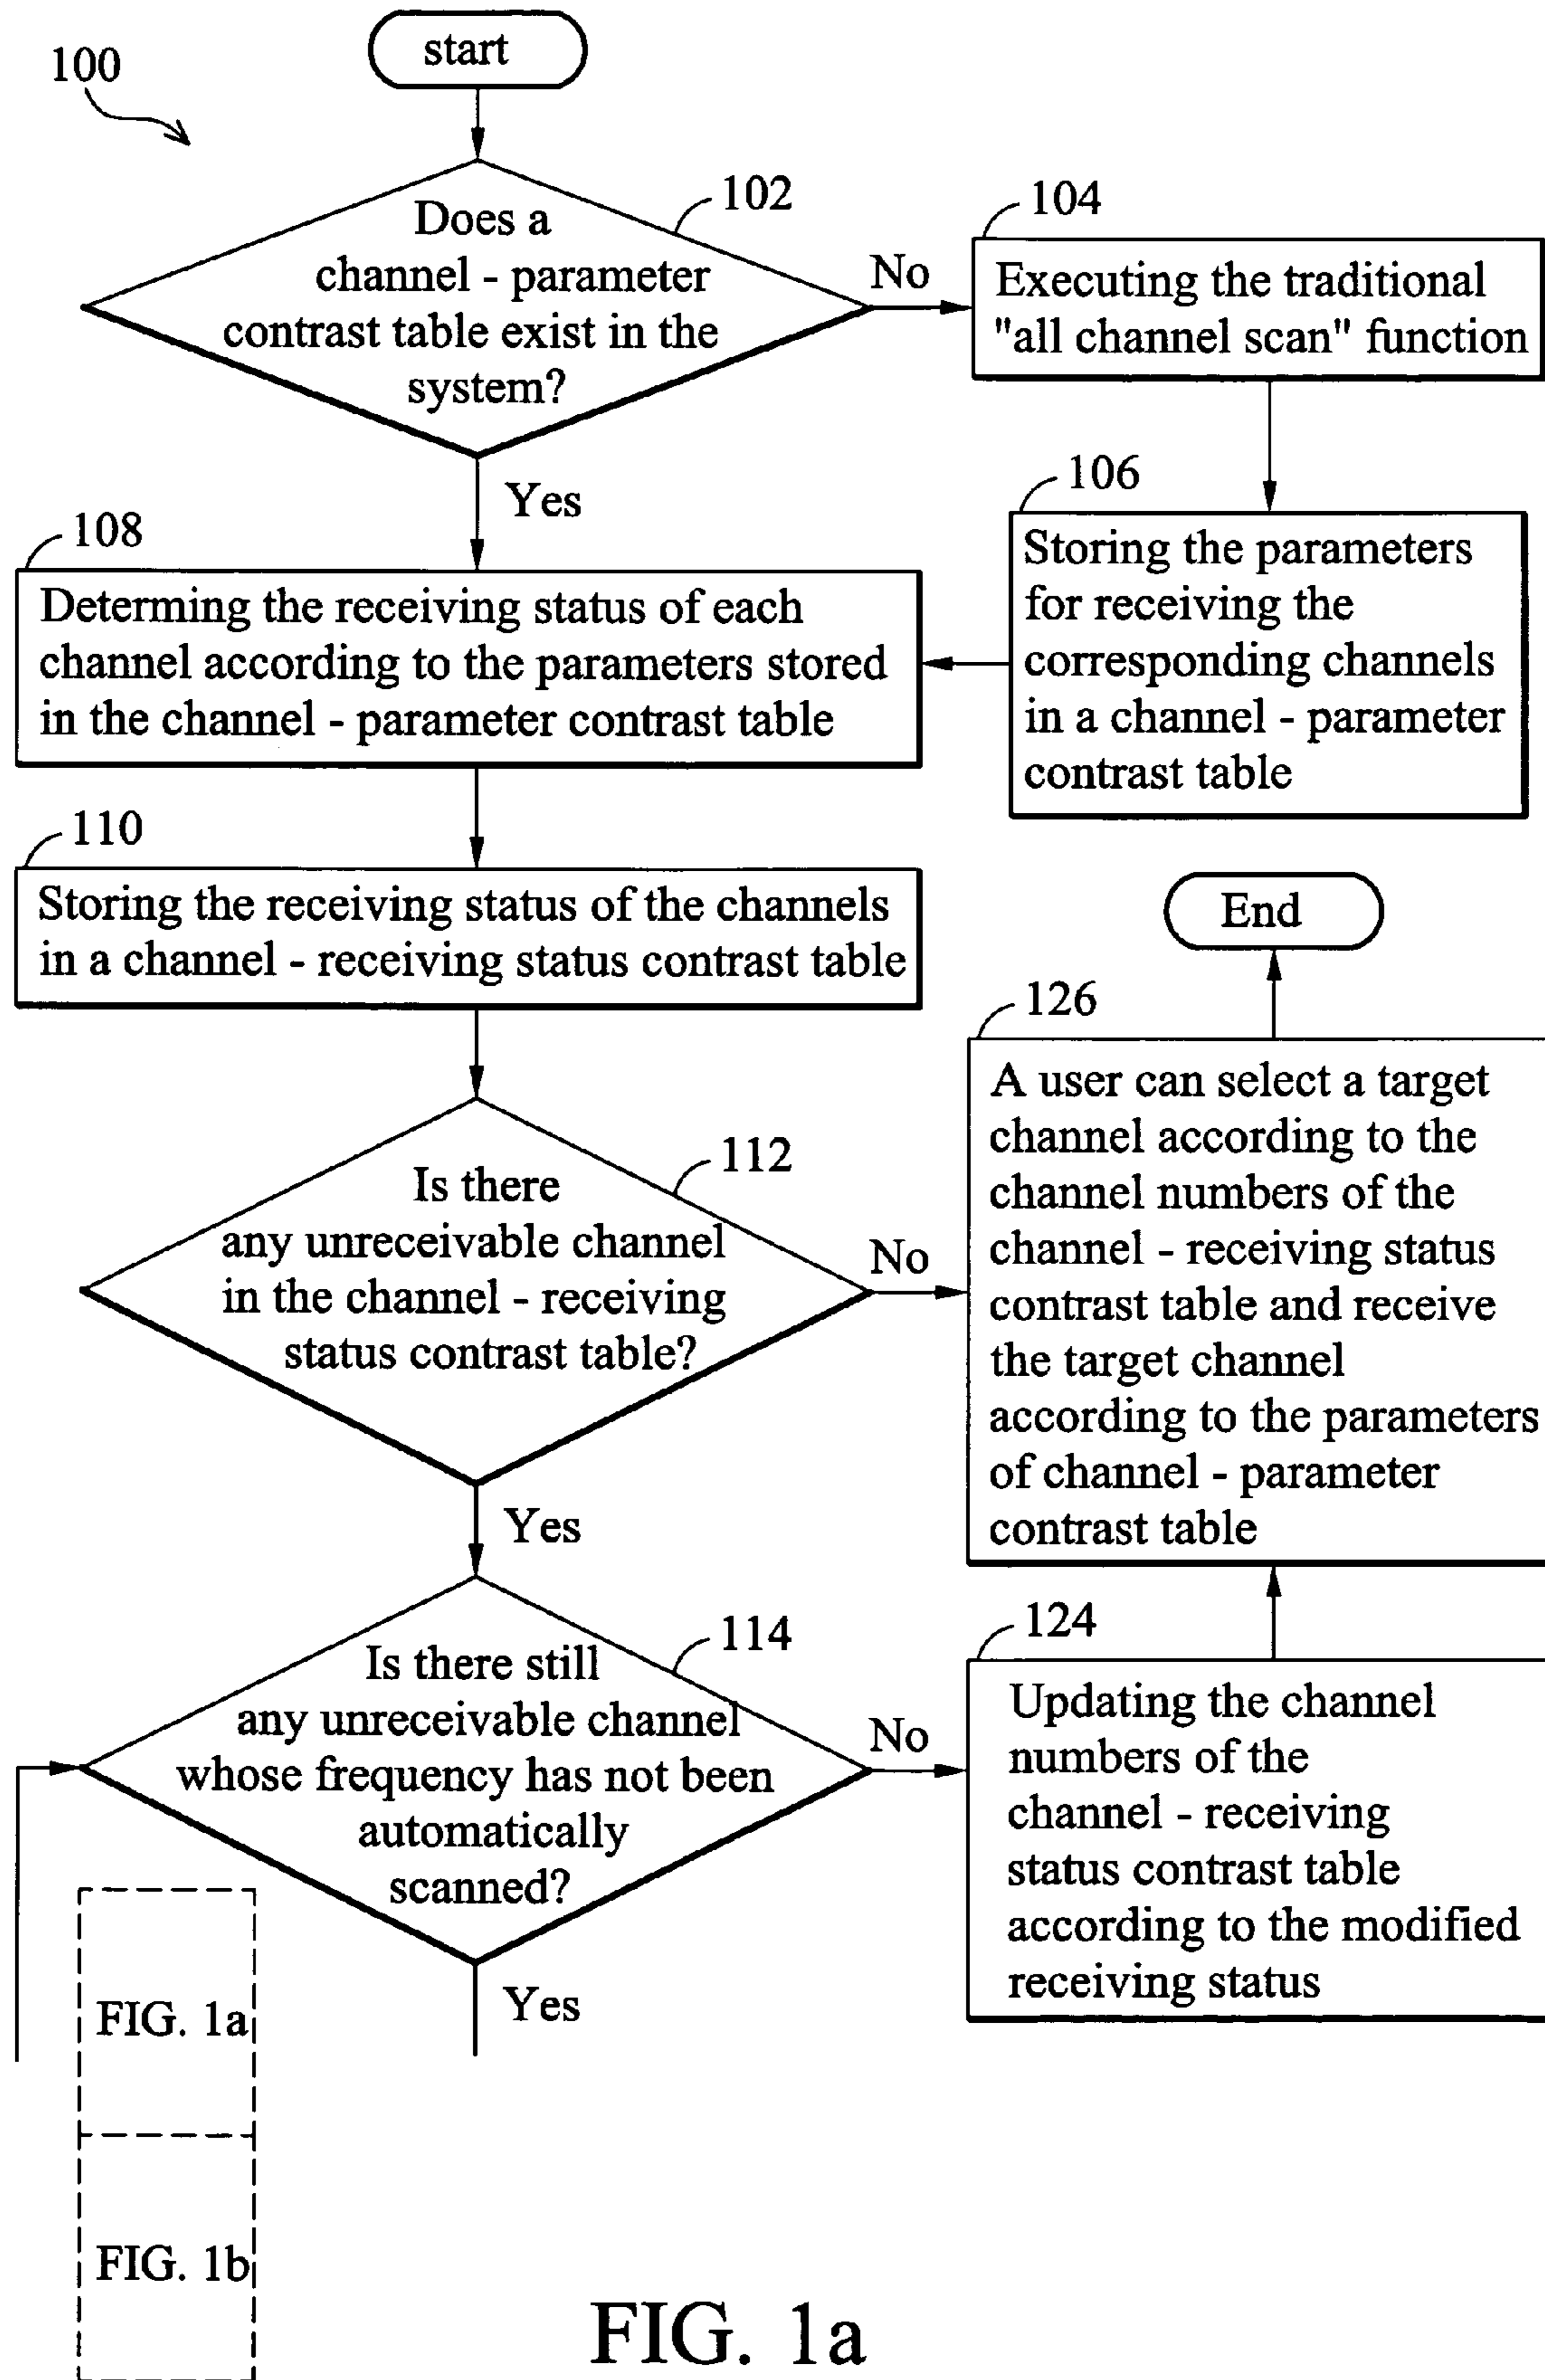 start
100
102
Does a
channel - parameter
contrast table exist in the
system?
No
104
Executing the traditional
"all channel scan" function
Yes
106
Storing the parameters
for receiving the
corresponding channels
in a channel - parameter
contrast table
108
Determing the receiving status of each
channel according to the parameters stored
in the channel - parameter contrast table
110
Storing the receiving status of the channels
in a channel - receiving status contrast table
End
112
Is there
any unreceivable channel
in the channel - receiving
status contrast table?
No
126
A user can select a target
channel according to the
channel numbers of the
channel - receiving status
contrast table and receive
the target channel
according to the parameters
of channel - parameter
contrast table
Yes
114
Is there still
any unreceivable channel
whose frequency has not been
automatically
scanned?
No
124
Updating the channel
numbers of the
channel - receiving
status contrast table
according to the modified
receiving status
Yes
FIG. 1a
FIG. 1b
FIG. 1a